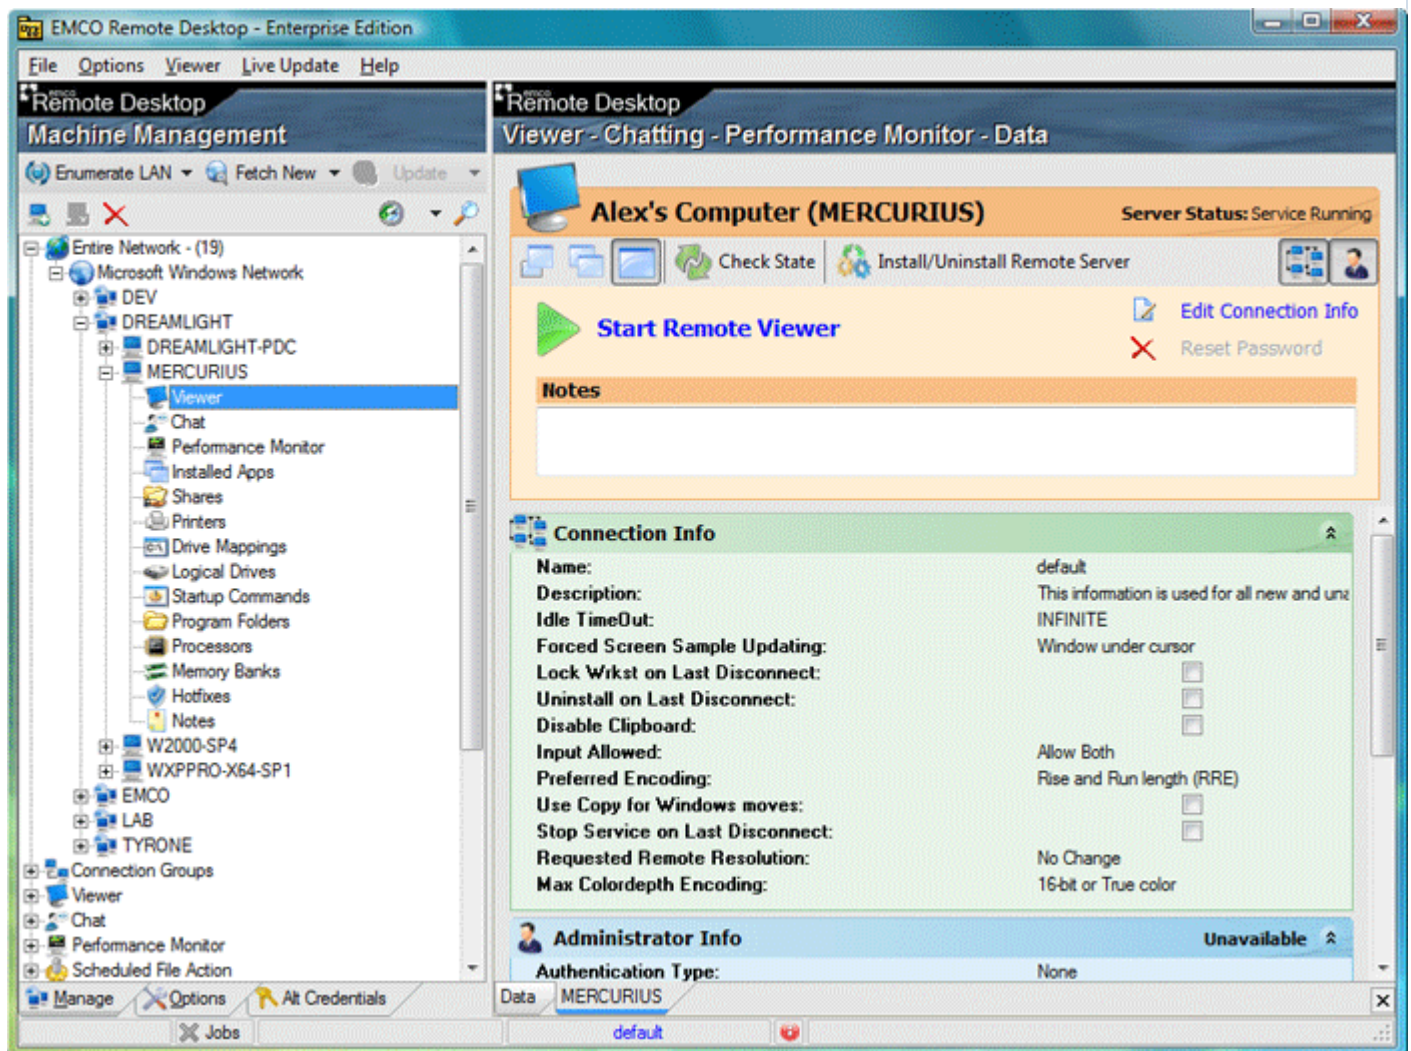 EMCO Remote Desktop - Enterprise Edition
File Options Viewer Live Update Help
emco
Remote Desktop
Machine Management
Enumerate LAN Fetch New Update
Entire Network - (19)
Microsoft Windows Network
DEV
DREAMLIGHT
DREAMLIGHT-PDC
MERCURIUS
Viewer
Chat
Performance Monitor
Installed Apps
Shares
Printers
Drive Mappings
Logical Drives
Startup Commands
Program Folders
Processors
Memory Banks
Hotfixes
Notes
W2000-SP4
WXPPRO-X64-SP1
EMCO
LAB
TYRONE
Connection Groups
Viewer
Chat
Performance Monitor
Scheduled File Action
Manage Options Alt Credentials
Jobs
emco
Remote Desktop
Viewer - Chatting - Performance Monitor - Data
Alex's Computer (MERCURIUS) Server Status: Service Running
Check State Install/Uninstall Remote Server
Start Remote Viewer
Edit Connection Info
Reset Password
Notes
Connection Info
Name: default
Description: This information is used for all new and una
Idle TimeOut: INFINITE
Forced Screen Sample Updating: Window under cursor
Lock Wrkst on Last Disconnect:
Uninstall on Last Disconnect:
Disable Clipboard:
Input Allowed: Allow Both
Preferred Encoding: Rise and Run length (RRE)
Use Copy for Windows moves:
Stop Service on Last Disconnect:
Requested Remote Resolution: No Change
Max Colordepth Encoding: 16-bit or True color
Administrator Info Unavailable
Authentication Type: None
Data MERCURIUS
default